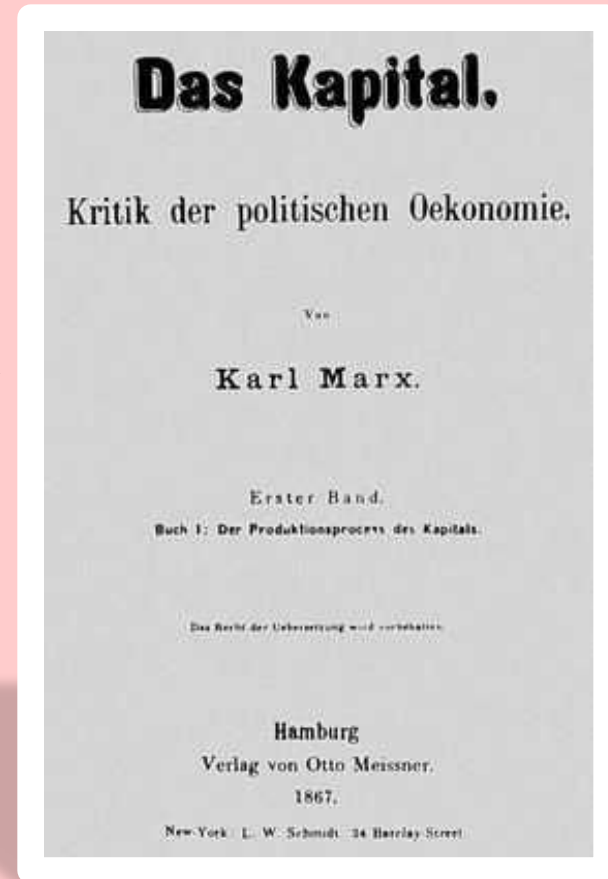 Das Kapital.
Kritik der politischen Oekonomie.
Von
Karl Marx.
Erster Band.
Buch I: Der Produktionsprocess des Kapitals.
Das Recht der Uebersetzung wird vorbehalten.
Hamburg
Verlag von Otto Meissner.
1867.
New-York: L. W. Schmidt. 24 Barclay-Street.